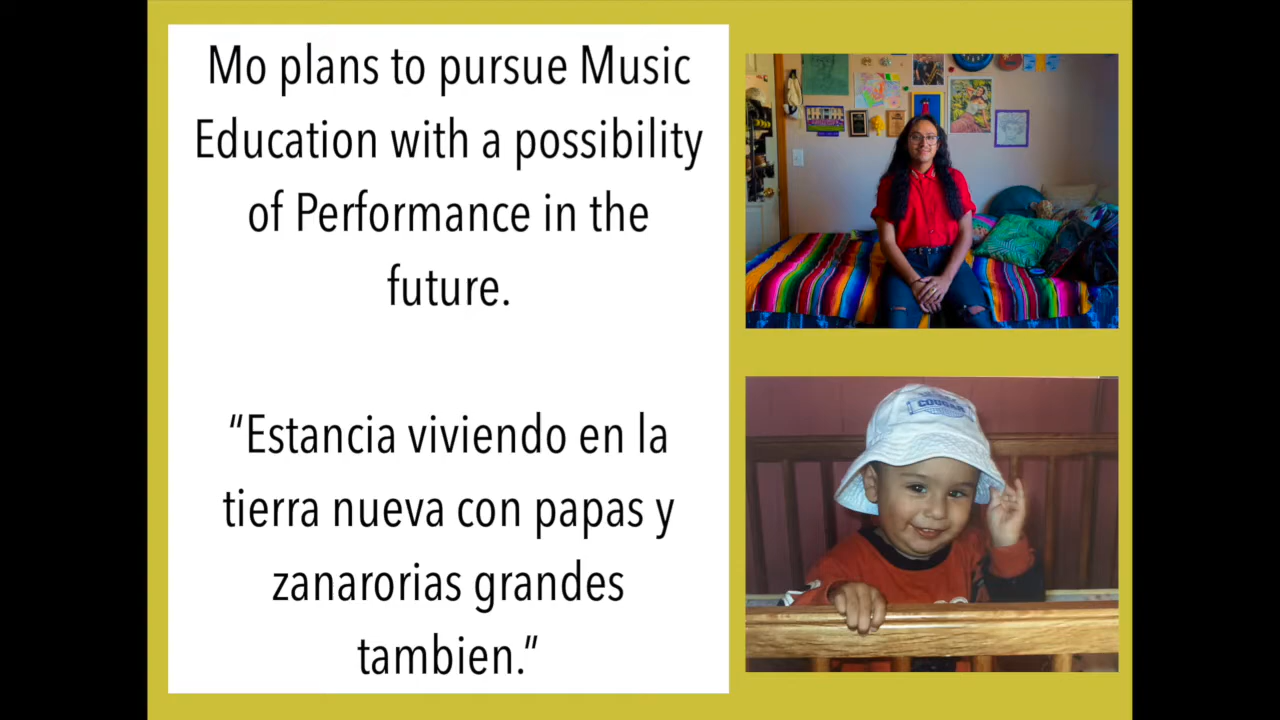 Mo plans to pursue Music
Education with a possibility
of Performance in the
future.
“Estancia viviendo en la
tierra nueva con papas y
zanarorias grandes
tambien.”
COUGAR